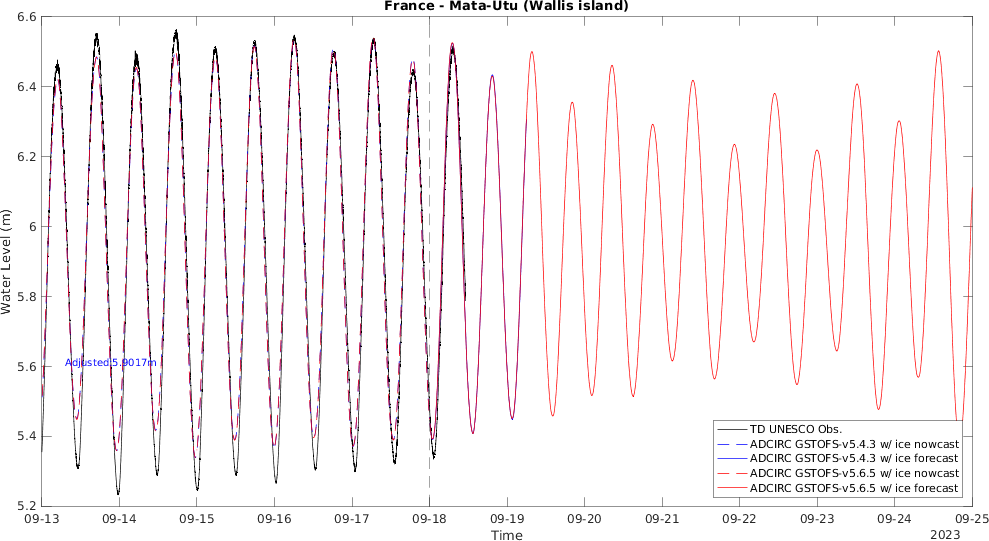 France - Mata-Utu (Wallis island)
6.6
6.4
6.2
6
5.8
5.6
5.4
5.2
Water Level (m)
Adjusted:5.9017m
TD UNESCO Obs.
ADCIRC GSTOFS-v5.4.3 w/ ice nowcast
ADCIRC GSTOFS-v5.4.3 w/ ice forecast
ADCIRC GSTOFS-v5.6.5 w/ ice nowcast
ADCIRC GSTOFS-v5.6.5 w/ ice forecast
09-13 09-14 09-15 09-16 09-17 09-18 09-19 09-20 09-21 09-22 09-23 09-24 09-25
Time
2023